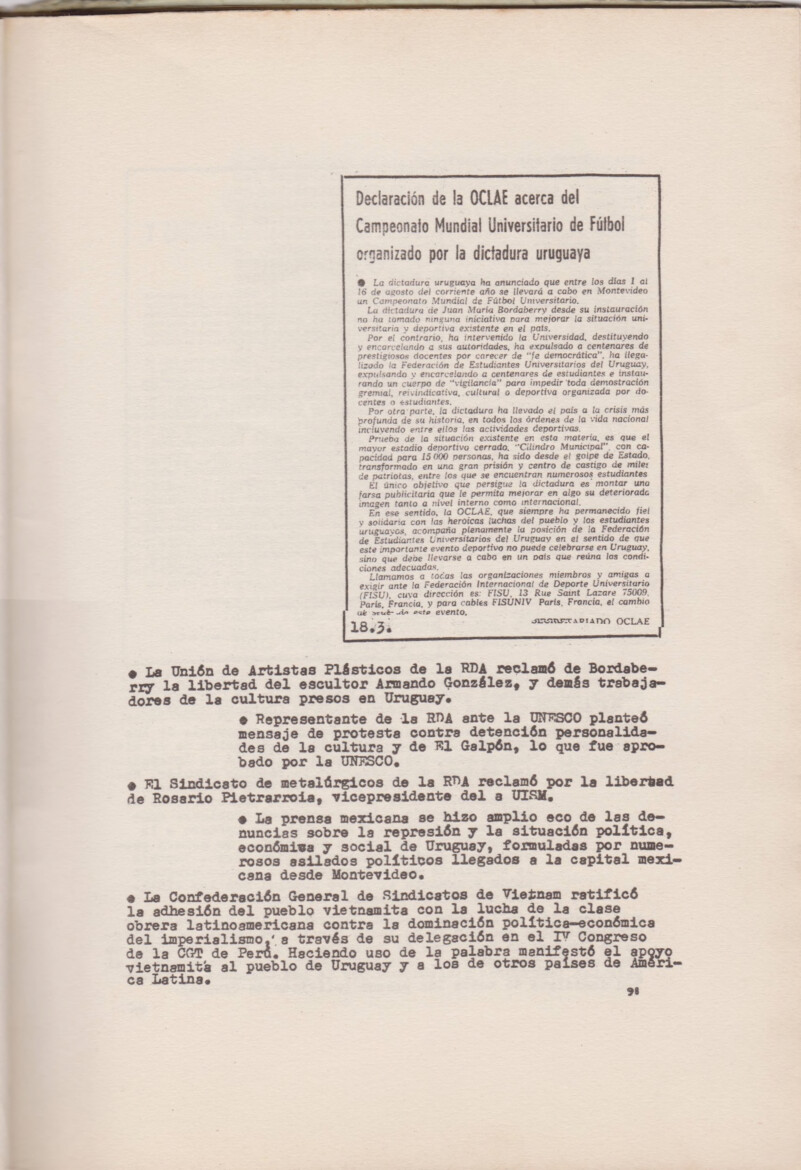 Declaración de la OCLAE acerca del
Campeonato Mundial Universitario de Fútbol
organizado por la dictadura uruguaya
● La dictadura uruguaya ha anunciado que entre los días 1 al
16 de agosto del corriente año se llevará a cabo en Montevideo
un Campeonato Mundial de Fútbol Universitario.
La dictadura de Juan María Bordaberry desde su instauración
no ha tomado ninguna iniciativa para mejorar la situación uni-
versitaria y deportiva existente en el país.
Por el contrario, ha intervenido la Universidad, destituyendo
y encarcelando a sus autoridades, ha expulsado a centenares de
prestigiosos docentes por carecer de "fe democrática", ha ilega-
lizado la Federación de Estudiantes Universitarios del Uruguay,
expulsando y encarcelando a centenares de estudiantes e instau-
rando un cuerpo de "vigilancia" para impedir toda demostración
gremial, reivindicativa, cultural o deportiva organizada por do-
centes o estudiantes.
Por otra parte, la dictadura ha llevado el país a la crisis más
profunda de su historia, en todos los órdenes de la vida nacional
incluyendo entre ellos las actividades deportivas.
Prueba de la situación existente en esta materia, es que el
mayor estadio deportivo cerrado, "Cilindro Municipal", con ca-
pacidad para 15 000 personas, ha sido desde el golpe de Estado,
transformado en una gran prisión y centro de castigo de miles
de patriotas, entre los que se encuentran numerosos estudiantes
El único objetivo que persigue la dictadura es montar una
farsa publicitaria que le permita mejorar en algo su deteriorada
imagen tanto a nivel interno como internacional.
En ese sentido, la OCLAE, que siempre ha permanecido fiel
y solidaria con las heroicas luchas del pueblo y los estudiantes
uruguayos, acompaña plenamente la posición de la Federación
de Estudiantes Universitarios del Uruguay en el sentido de que
este importante evento deportivo no puede celebrarse en Uruguay,
sino que debe llevarse a cabo en un país que reúna las condi-
ciones adecuadas.
Llamamos a todas las organizaciones miembros y amigas a
exigir ante la Federación Internacional de Deporte Universitario
(FISU), cuya dirección es: FISU, 13 Rue Saint Lazare 75009,
París, Francia, y para cables FISUNIV París, Francia, el cambio
de este evento.
OCLAE
18.3.
● La Unión de Artistas Plásticos de la RDA reclamó de Bordabe-
rry la libertad del escultor Armando González, y demás trabaja-
dores de la cultura presos en Uruguay.
● Representante de la RDA ante la UNESCO planteó
mensaje de protesta contra detención personalida-
des de la cultura y de El Galpón, lo que fue apro-
bado por la UNESCO.
● El Sindicato de metalúrgicos de la RDA reclamó por la libertad
de Rosario Pietrarroia, vicepresidente del a UISM.
● La prensa mexicana se hizo amplio eco de las de-
nuncias sobre la represión y la situación política,
económica y social de Uruguay, formuladas por nume-
rosos asilados políticos llegados a la capital mexi-
cana desde Montevideo.
● La Confederación General de Sindicatos de Vietnam ratificó
la adhesión del pueblo vietnamita con la lucha de la clase
obrera latinoamericana contra la dominación política-económica
del imperialismo, a través de su delegación en el IV Congreso
de la CGT de Perú. Haciendo uso de la palabra manifestó el apoyo
vietnamita al pueblo de Uruguay y a los de otros países de Améri-
ca Latina.
91